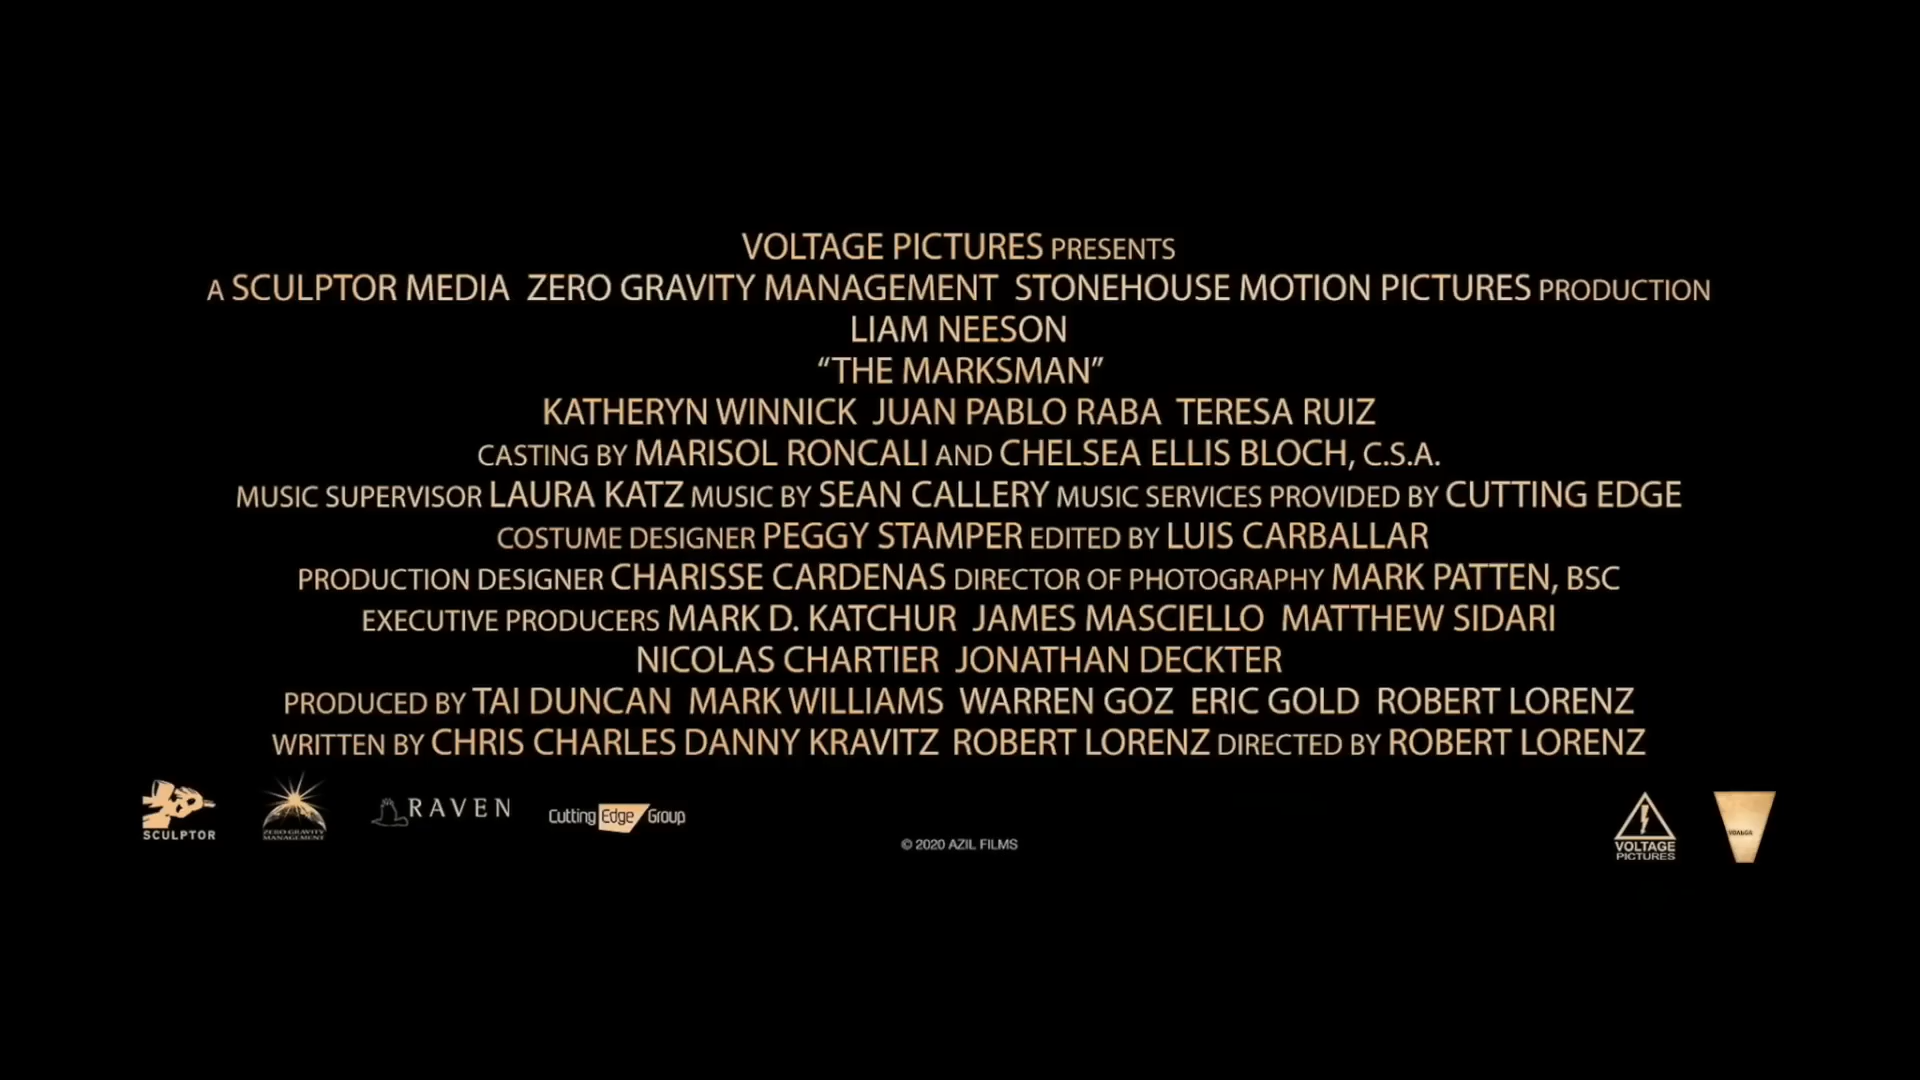 VOLTAGE PICTURES PRESENTS
A SCULPTOR MEDIA ZERO GRAVITY MANAGEMENT STONEHOUSE MOTION PICTURES PRODUCTION
LIAM NEESON
“THE MARKSMAN”
KATHERYN WINNICK JUAN PABLO RABA TERESA RUIZ
CASTING BY MARISOL RONCALI AND CHELSEA ELLIS BLOCH, C.S.A.
MUSIC SUPERVISOR LAURA KATZ MUSIC BY SEAN CALLERY MUSIC SERVICES PROVIDED BY CUTTING EDGE
COSTUME DESIGNER PEGGY STAMPER EDITED BY LUIS CARBALLAR
PRODUCTION DESIGNER CHARISSE CARDENAS DIRECTOR OF PHOTOGRAPHY MARK PATTEN, BSC
EXECUTIVE PRODUCERS MARK D. KATCHUR JAMES MASCIELLO MATTHEW SIDARI
NICOLAS CHARTIER JONATHAN DECKTER
PRODUCED BY TAI DUNCAN MARK WILLIAMS WARREN GOZ ERIC GOLD ROBERT LORENZ
WRITTEN BY CHRIS CHARLES DANNY KRAVITZ ROBERT LORENZ DIRECTED BY ROBERT LORENZ
SCULPTOR
ZERO GRAVITY
MANAGEMENT
RAVEN
Cutting Edge Group
© 2020 AZIL FILMS
VOLTAGE
PICTURES